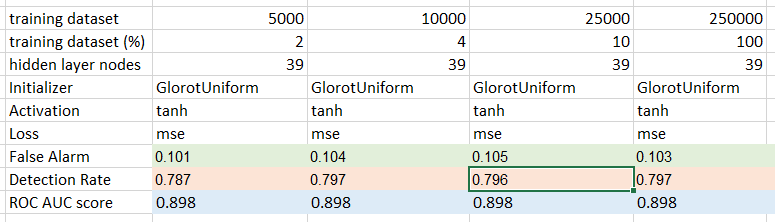 training dataset 5000 10000 25000 250000
training dataset (%) 2 4 10 100
hidden layer nodes 39 39 39 39
Initializer GlorotUniform GlorotUniform GlorotUniform GlorotUniform
Activation tanh tanh tanh tanh
Loss mse mse mse mse
False Alarm 0.101 0.104 0.105 0.103
Detection Rate 0.787 0.797 0.796 0.797
ROC AUC score 0.898 0.898 0.898 0.898